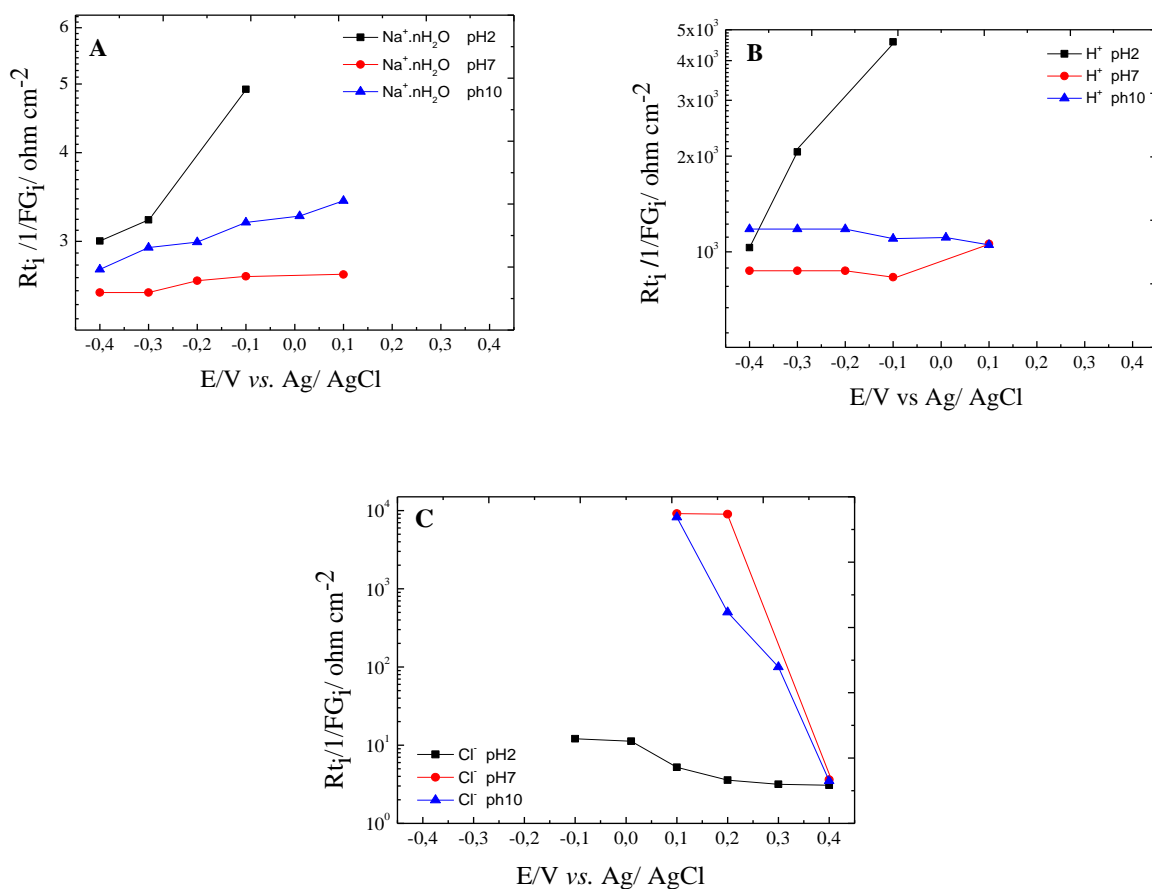 A
Na⁺.nH₂O pH2
Na⁺.nH₂O pH7
Na⁺.nH₂O ph10
Rtᵢ /1/FGᵢ/ ohm cm⁻²
6
5
4
3
-0,4 -0,3 -0,2 -0,1 0,0 0,1 0,2 0,3 0,4
E/V vs. Ag/ AgCl
B
H⁺ pH2
H⁺ pH7
H⁺ ph10
Rtᵢ /1/FGᵢ/ ohm cm⁻²
5x10³
4x10³
3x10³
2x10³
10³
-0,4 -0,3 -0,2 -0,1 0,0 0,1 0,2 0,3 0,4
E/V vs Ag/ AgCl
C
Cl⁻ pH2
Cl⁻ pH7
Cl⁻ ph10
Rtᵢ/1/FGᵢ/ ohm cm⁻²
10⁴
10³
10²
10¹
10⁰
-0,4 -0,3 -0,2 -0,1 0,0 0,1 0,2 0,3 0,4
E/V vs. Ag/ AgCl